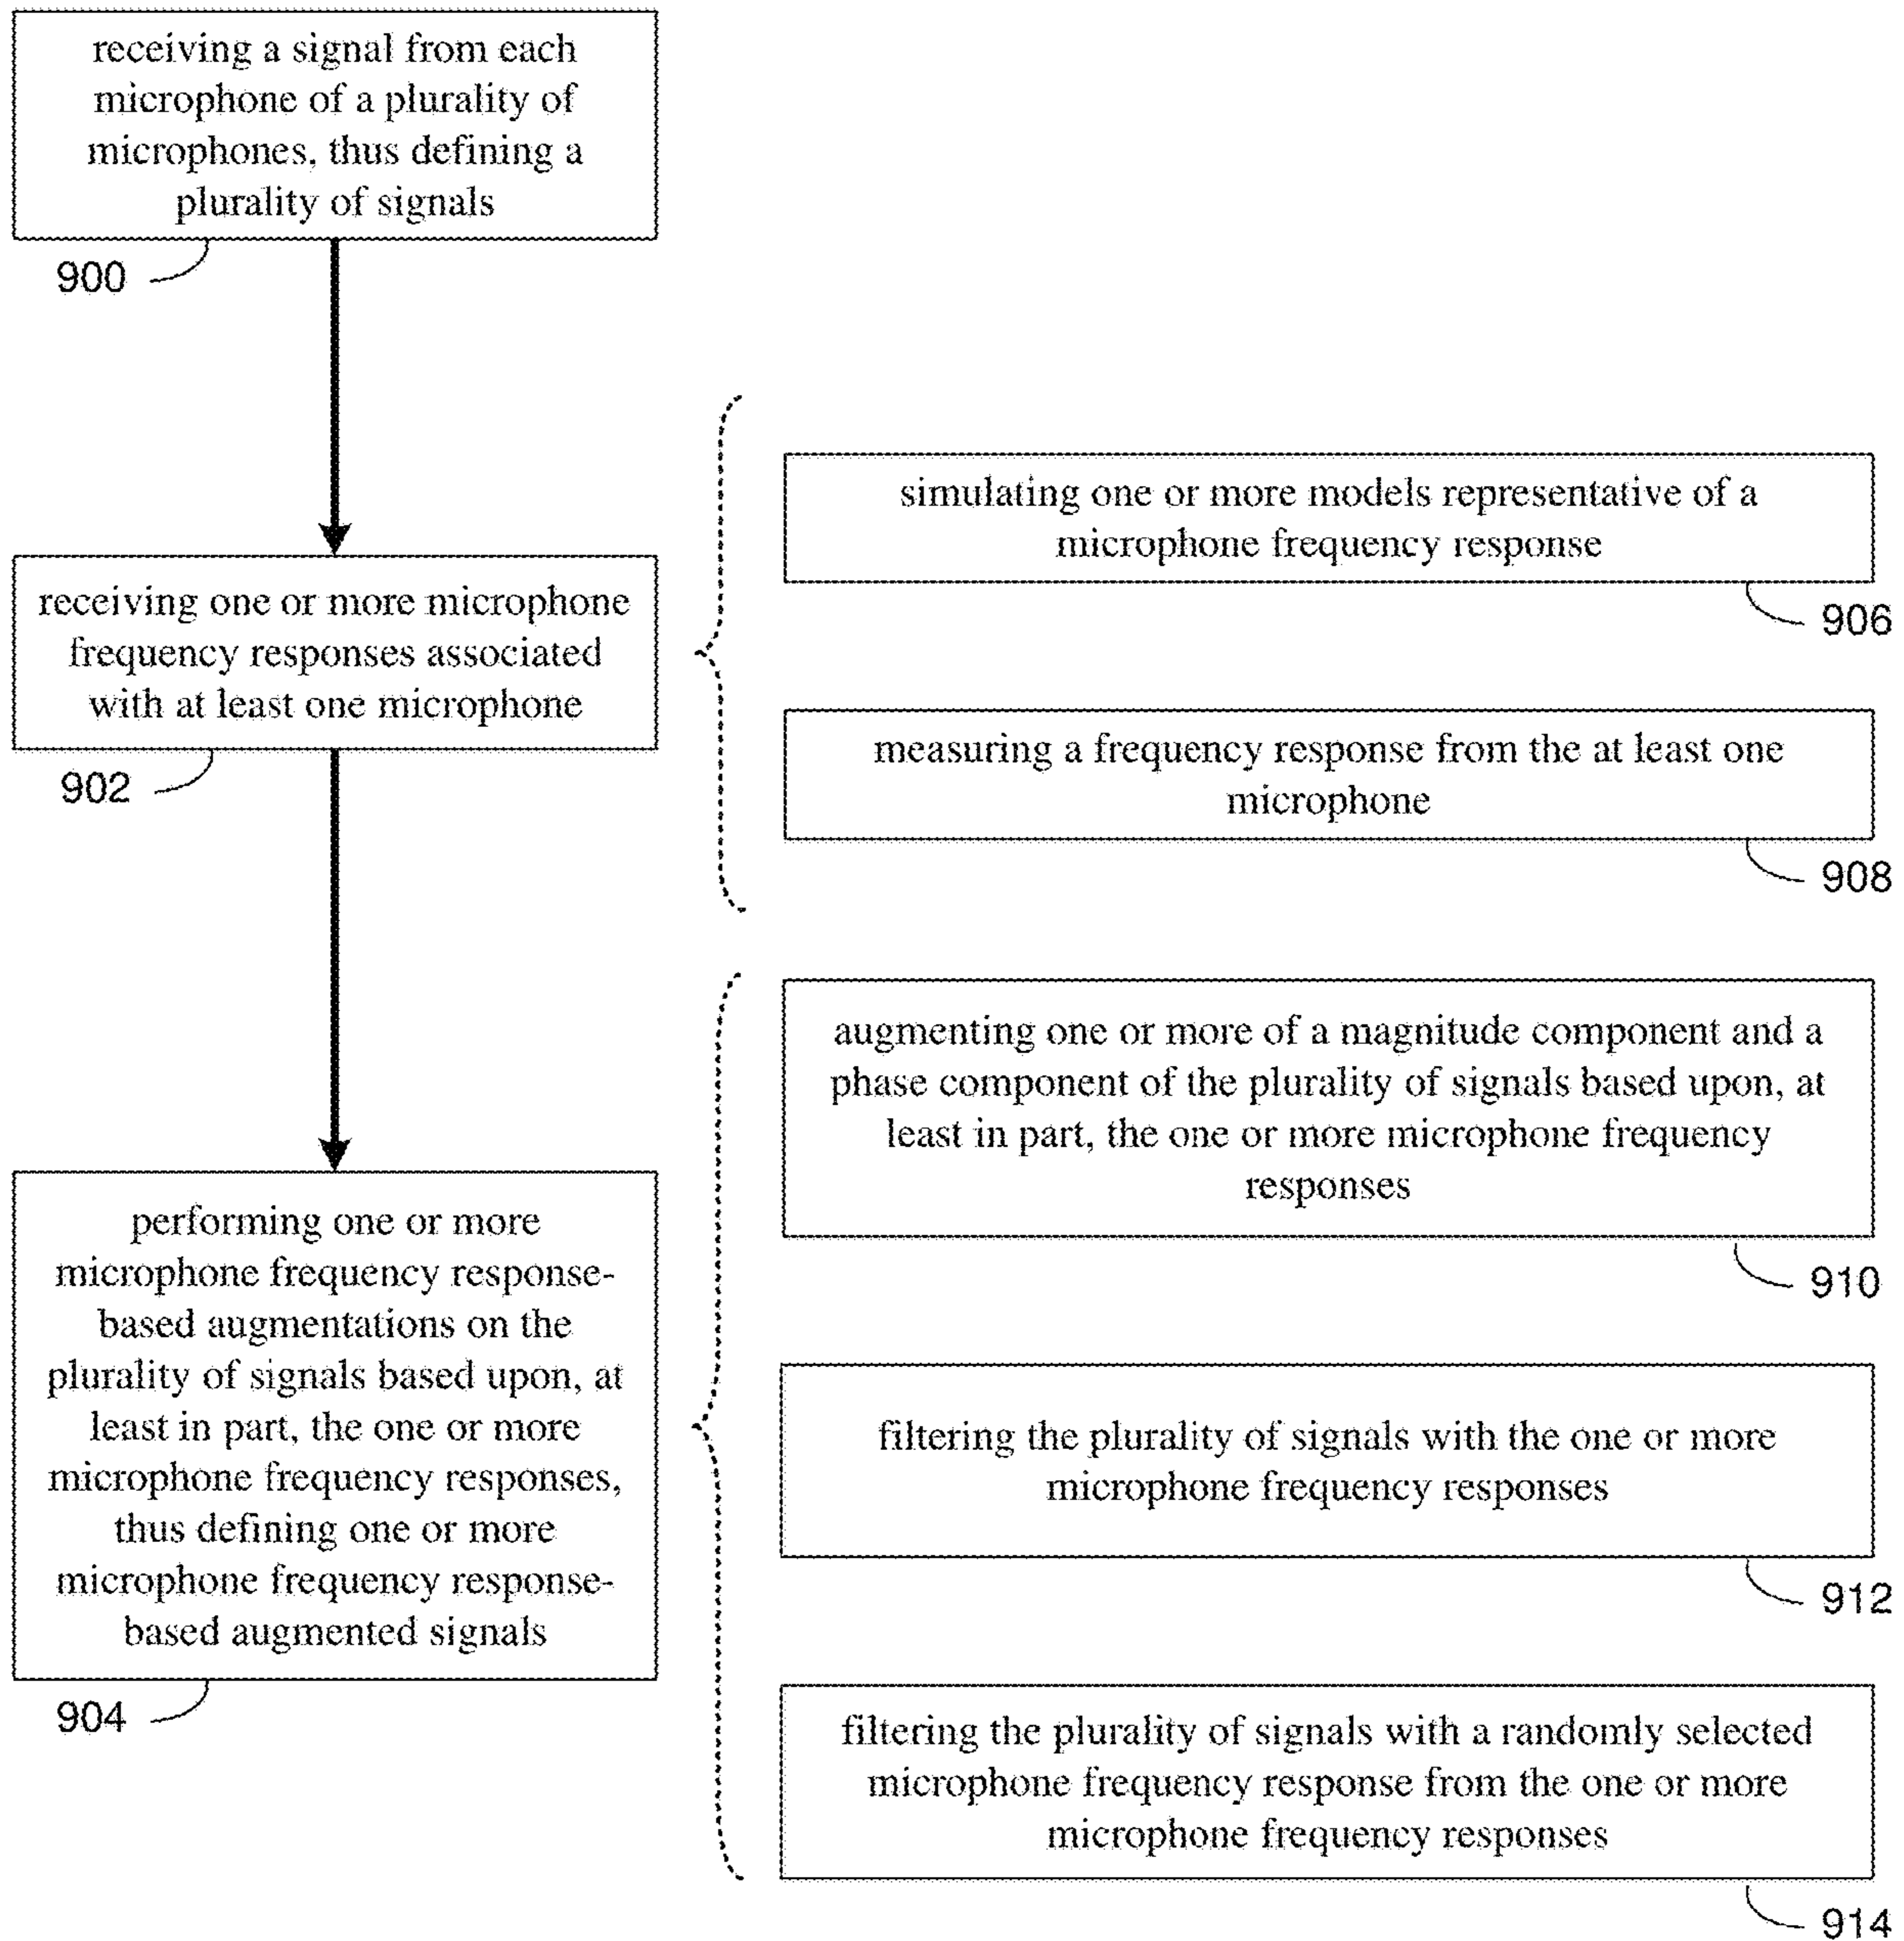 receiving a signal from each
microphone of a plurality of
microphones, thus defining a
plurality of signals
900
receiving one or more microphone
frequency responses associated
with at least one microphone
902
simulating one or more models representative of a
microphone frequency response
906
measuring a frequency response from the at least one
microphone
908
performing one or more
microphone frequency response-
based augmentations on the
plurality of signals based upon, at
least in part, the one or more
microphone frequency responses,
thus defining one or more
microphone frequency response-
based augmented signals
904
augmenting one or more of a magnitude component and a
phase component of the plurality of signals based upon, at
least in part, the one or more microphone frequency
responses
910
filtering the plurality of signals with the one or more
microphone frequency responses
912
filtering the plurality of signals with a randomly selected
microphone frequency response from the one or more
microphone frequency responses
914